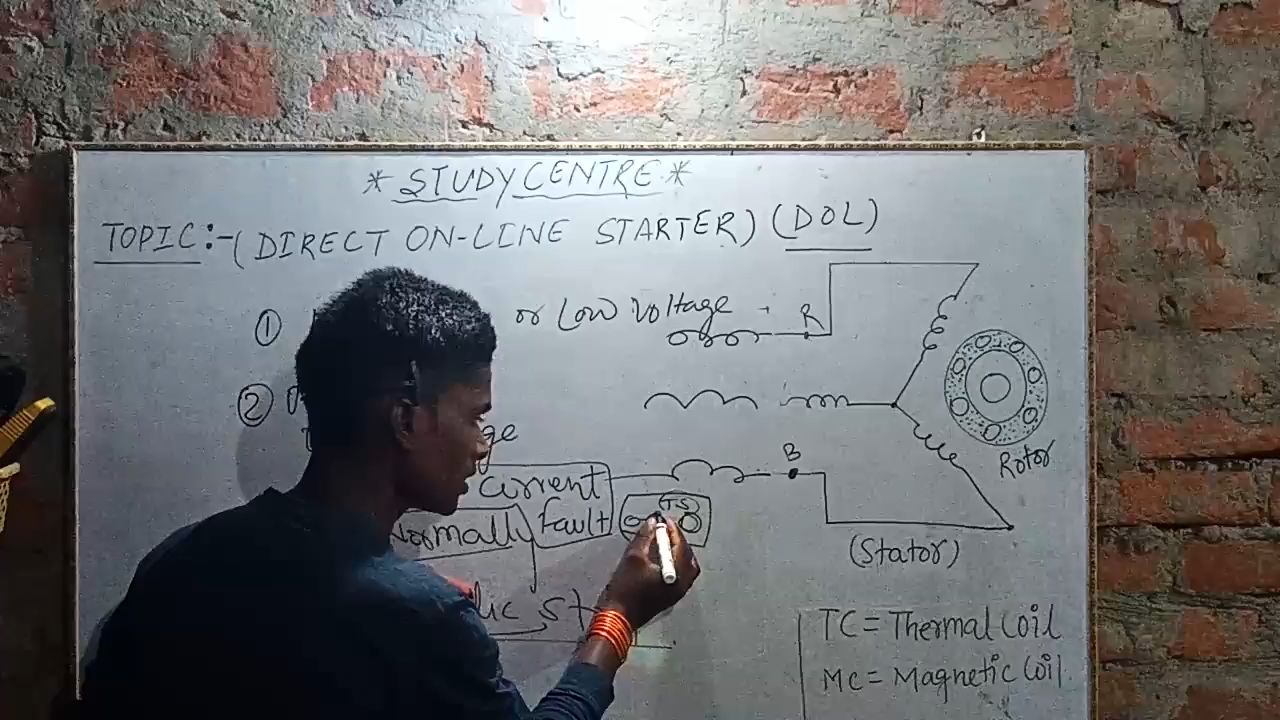 * STUDY CENTRE *
TOPIC:-(DIRECT ON-LINE STARTER) (DOL)
① or Low Voltage
R
②
B
Current
Normally fault
TS
Rotor
(Stator)
TC = Thermal Coil
MC = Magnetic Coil